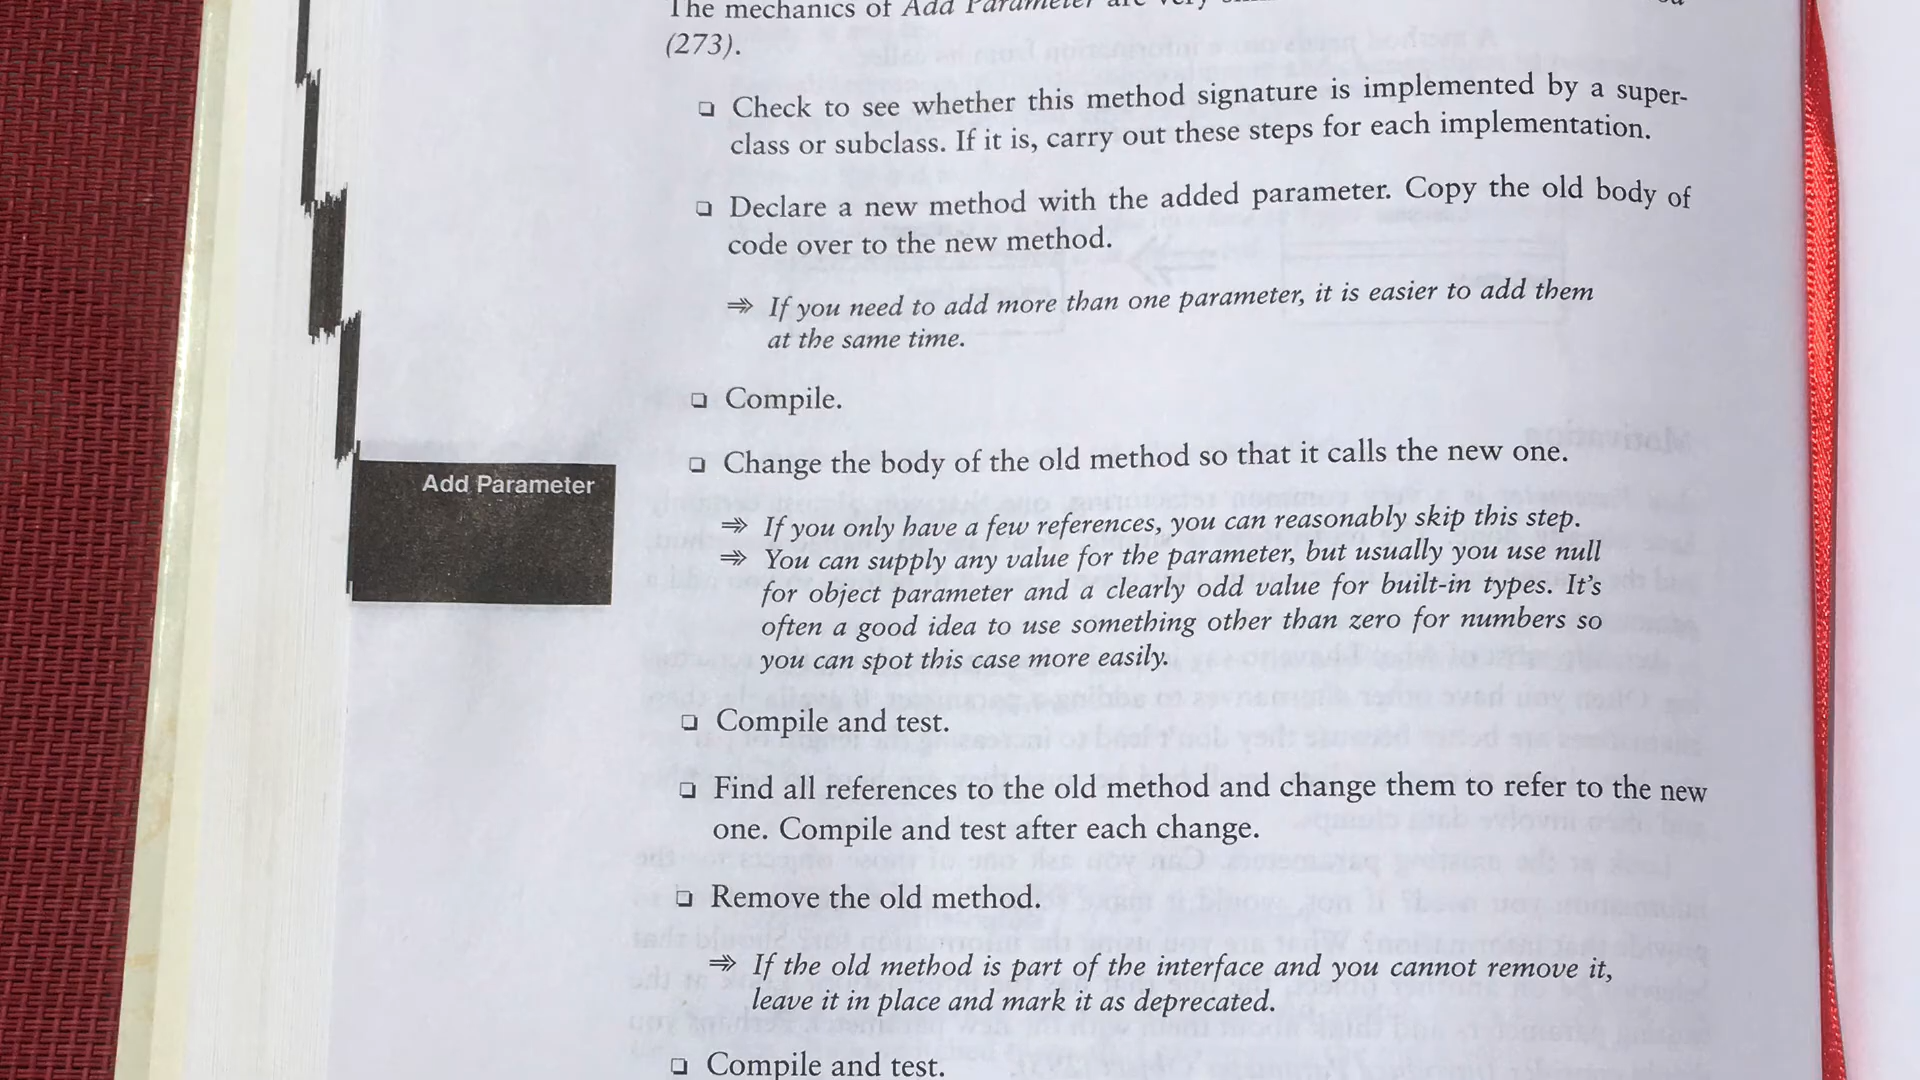 The mechanics of Add Parameter are very
(273).
❏ Check to see whether this method signature is implemented by a super-
class or subclass. If it is, carry out these steps for each implementation.
❏ Declare a new method with the added parameter. Copy the old body of
code over to the new method.
⇒ If you need to add more than one parameter, it is easier to add them
at the same time.
❏ Compile.
❏ Change the body of the old method so that it calls the new one.
⇒ If you only have a few references, you can reasonably skip this step.
⇒ You can supply any value for the parameter, but usually you use null
for object parameter and a clearly odd value for built-in types. It's
often a good idea to use something other than zero for numbers so
you can spot this case more easily.
Add Parameter
❏ Compile and test.
❏ Find all references to the old method and change them to refer to the new
one. Compile and test after each change.
❏ Remove the old method.
⇒ If the old method is part of the interface and you cannot remove it,
leave it in place and mark it as deprecated.
❏ Compile and test.